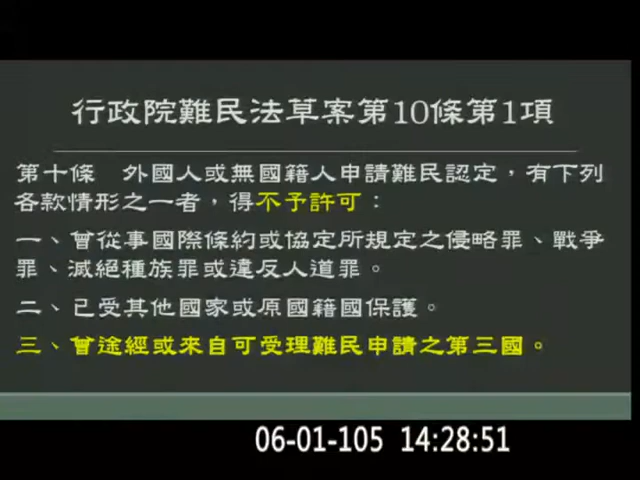 行政院難民法草案第10條第1項
第十條　外國人或無國籍人申請難民認定，有下列
各款情形之一者，得不予許可：
一、曾從事國際條約或協定所規定之侵略罪、戰爭
罪、滅絕種族罪或違反人道罪。
二、已受其他國家或原國籍國保護。
三、曾途經或來自可受理難民申請之第三國。
06-01-105 14:28:51